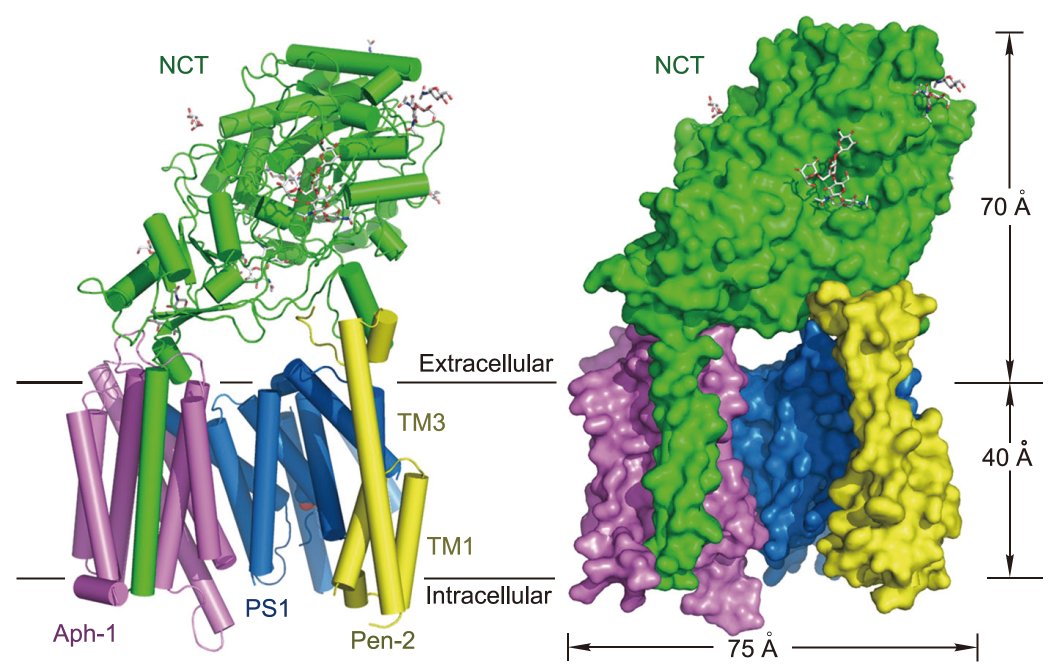 NCT
NCT
70 Å
Extracellular
TM3
40 Å
TM1
Intracellular
PS1
Aph-1
Pen-2
75 Å